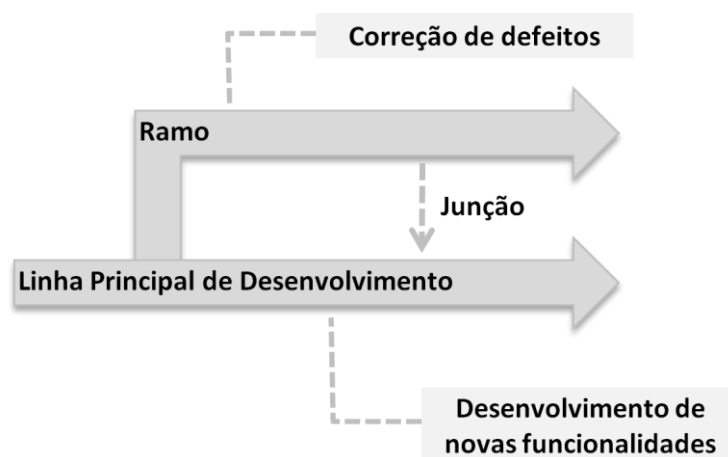 Correção de defeitos
Ramo
Junção
Linha Principal de Desenvolvimento
Desenvolvimento de
novas funcionalidades